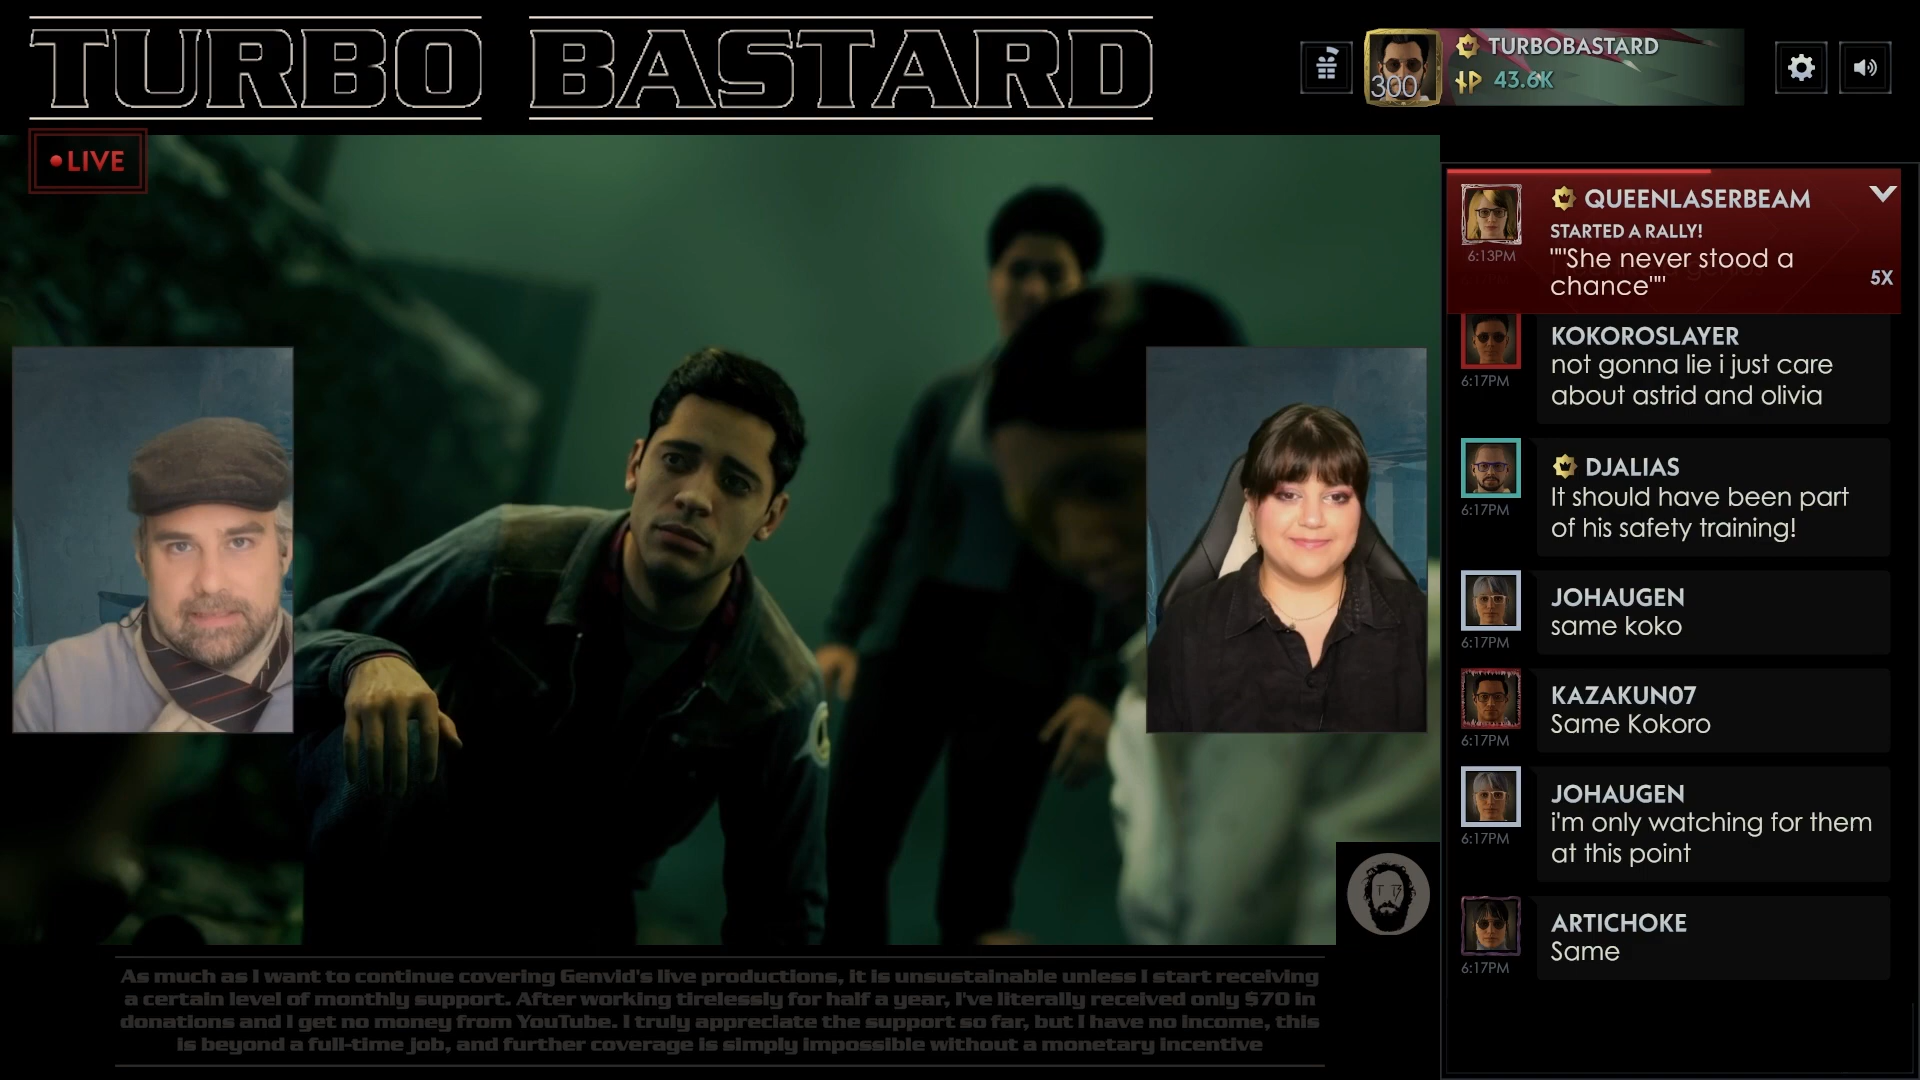 TURBO BASTARD
300
TURBOBASTARD
43.6K
LIVE
QUEENLASERBEAM
STARTED A RALLY!
6:13PM
""She never stood a
chance""
5X
KOKOROSLAYER
not gonna lie i just care
about astrid and olivia
6:17PM
DJALIAS
It should have been part
of his safety training!
6:17PM
JOHAUGEN
same koko
6:17PM
KAZAKUN07
Same Kokoro
6:17PM
JOHAUGEN
i'm only watching for them
at this point
6:17PM
ARTICHOKE
Same
6:17PM
As much as I want to continue covering Genvid's live productions, it is unsustainable unless I start receiving
a certain level of monthly support. After working tirelessly for half a year, I've literally received only $70 in
donations and I get no money from YouTube. I truly appreciate the support so far, but I have no income, this
is beyond a full-time job, and further coverage is simply impossible without a monetary incentive